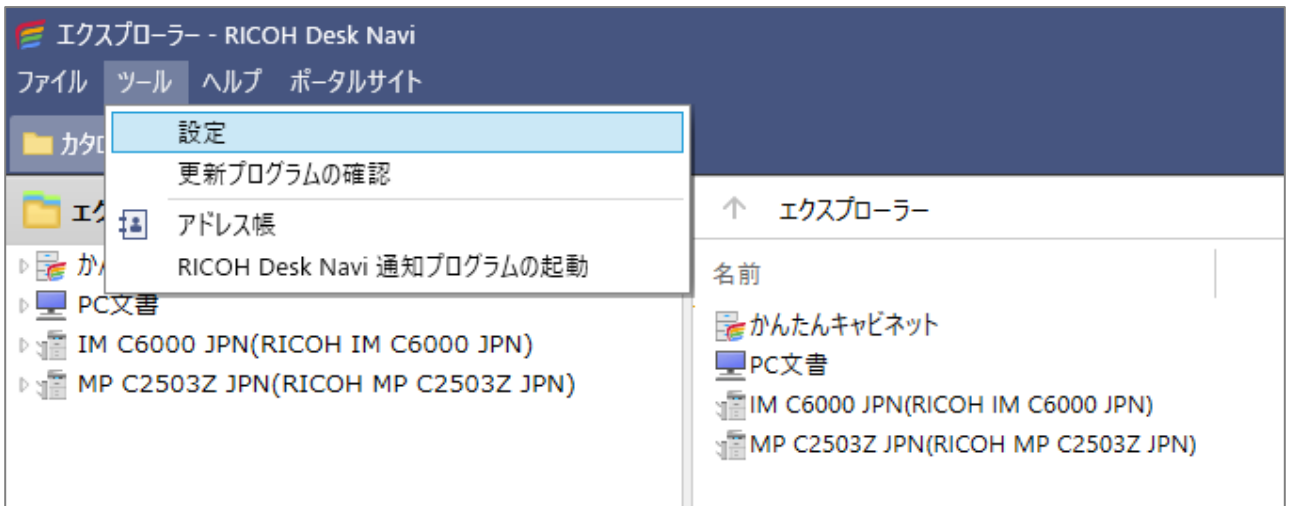 エクスプローラー - RICOH Desk Navi
ファイル ツール ヘルプ ポータルサイト
設定
更新プログラムの確認
アドレス帳
RICOH Desk Navi 通知プログラムの起動
PC文書
IM C6000 JPN(RICOH IM C6000 JPN)
MP C2503Z JPN(RICOH MP C2503Z JPN)
エクスプローラー
名前
かんたんキャビネット
PC文書
IM C6000 JPN(RICOH IM C6000 JPN)
MP C2503Z JPN(RICOH MP C2503Z JPN)